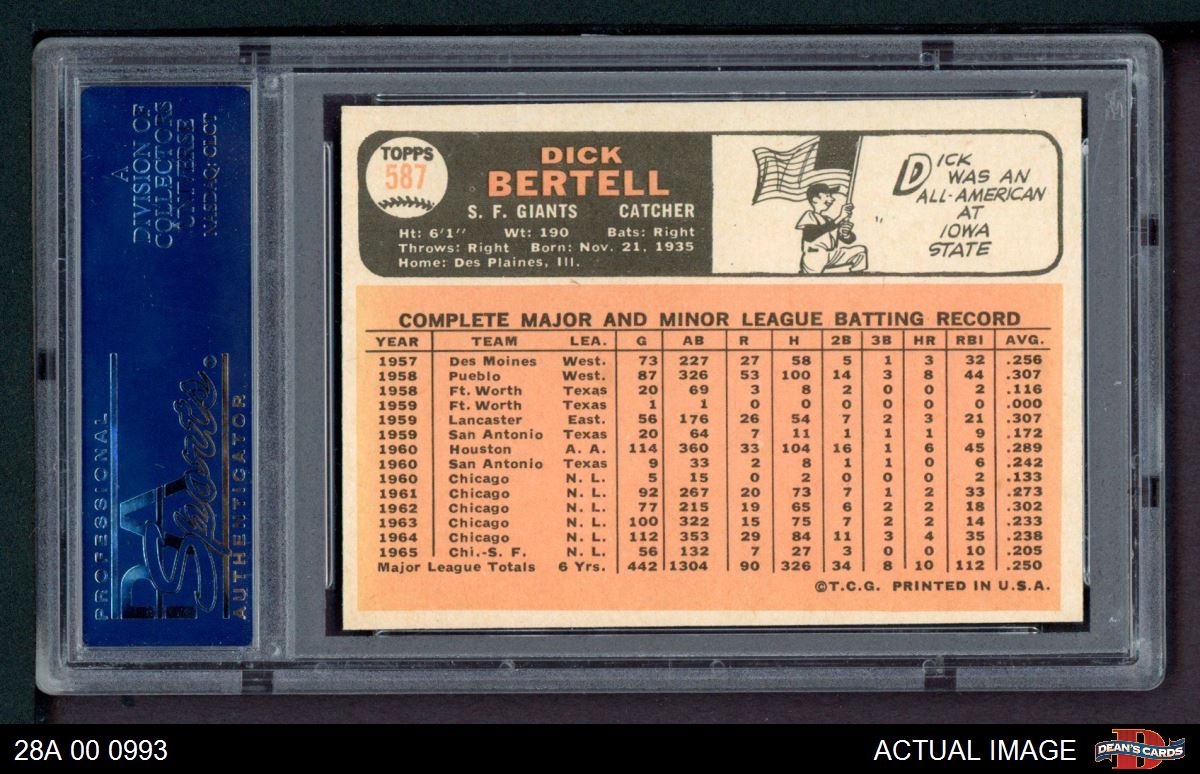 A
DIVISION OF
COLLECTORS
UNIVERSE
NASDAQ: CLCT
PROFESSIONAL
PSA
Sports
AUTHENTICATOR
TOPPS
587
DICK
BERTELL
S. F. GIANTS CATCHER
Ht: 6'1" Wt: 190 Bats: Right
Throws: Right Born: Nov. 21, 1935
Home: Des Plaines, Ill.
DICK
WAS AN
ALL-AMERICAN
AT
IOWA
STATE
COMPLETE MAJOR AND MINOR LEAGUE BATTING RECORD
YEAR TEAM LEA. G AB R H 2B 3B HR RBI AVG.
1957 Des Moines West. 73 227 27 58 5 1 3 32 .256
1958 Pueblo West. 87 326 53 100 14 3 8 44 .307
1958 Ft. Worth Texas 20 69 3 8 2 0 0 2 .116
1959 Ft. Worth Texas 1 1 0 0 0 0 0 0 .000
1959 Lancaster East. 56 176 26 54 7 2 3 21 .307
1959 San Antonio Texas 20 64 7 11 1 1 1 9 .172
1960 Houston A. A. 114 360 33 104 16 1 6 45 .289
1960 San Antonio Texas 9 33 2 8 1 1 0 6 .242
1960 Chicago N. L. 5 15 0 2 0 0 0 2 .133
1961 Chicago N. L. 92 267 20 73 7 1 2 33 .273
1962 Chicago N. L. 77 215 19 65 6 2 2 18 .302
1963 Chicago N. L. 100 322 15 75 7 2 2 14 .233
1964 Chicago N. L. 112 353 29 84 11 3 4 35 .238
1965 Chi.-S. F. N. L. 56 132 7 27 3 0 0 10 .205
Major League Totals 6 Yrs. 442 1304 90 326 34 8 10 112 .250
©T.C.G. PRINTED IN U.S.A.
28A 00 0993
ACTUAL IMAGE
DEAN'S CARDS